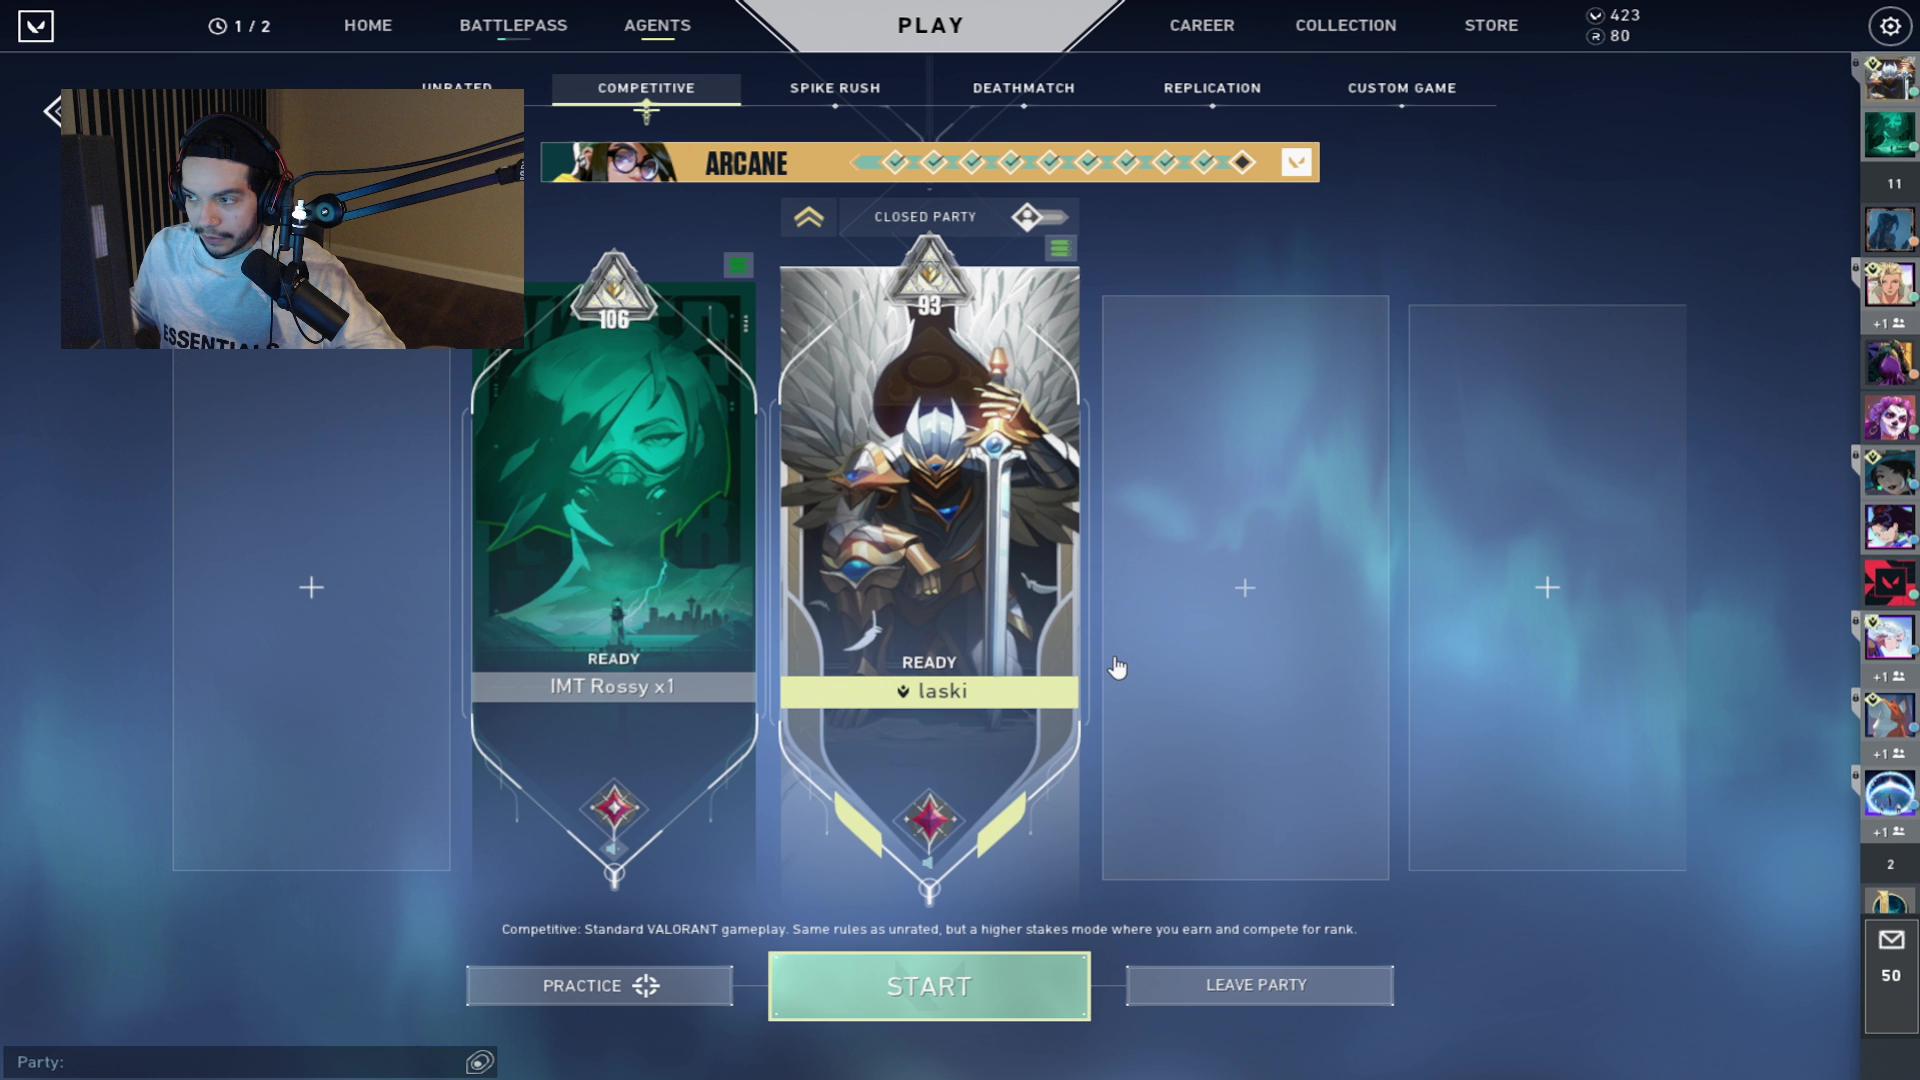 1 / 2
HOME
BATTLEPASS
AGENTS
PLAY
CAREER
COLLECTION
STORE
423
R 80
UNRATED
COMPETITIVE
SPIKE RUSH
DEATHMATCH
REPLICATION
CUSTOM GAME
ARCANE
CLOSED PARTY
11
106
93
ESSENTIALS
+1
READY
READY
IMT Rossy x1
laski
+1
+1
+1
2
Competitive: Standard VALORANT gameplay. Same rules as unrated, but a higher stakes mode where you earn and compete for rank.
PRACTICE
START
LEAVE PARTY
50
Party: